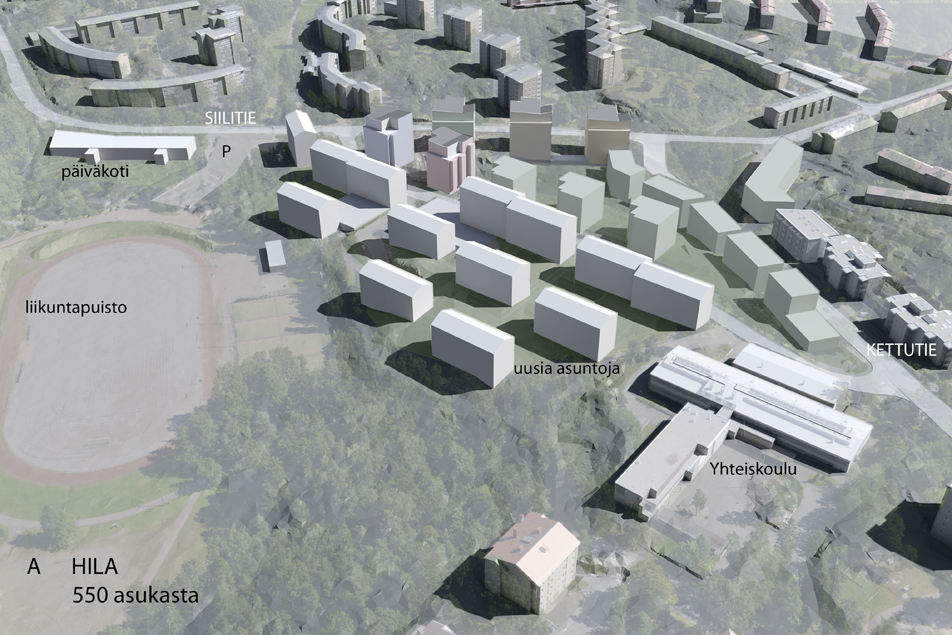 SIILITIE
P
päiväkoti
liikuntapuisto
KETTUTIE
uusia asuntoja
Yhteiskoulu
A HILA
550 asukasta